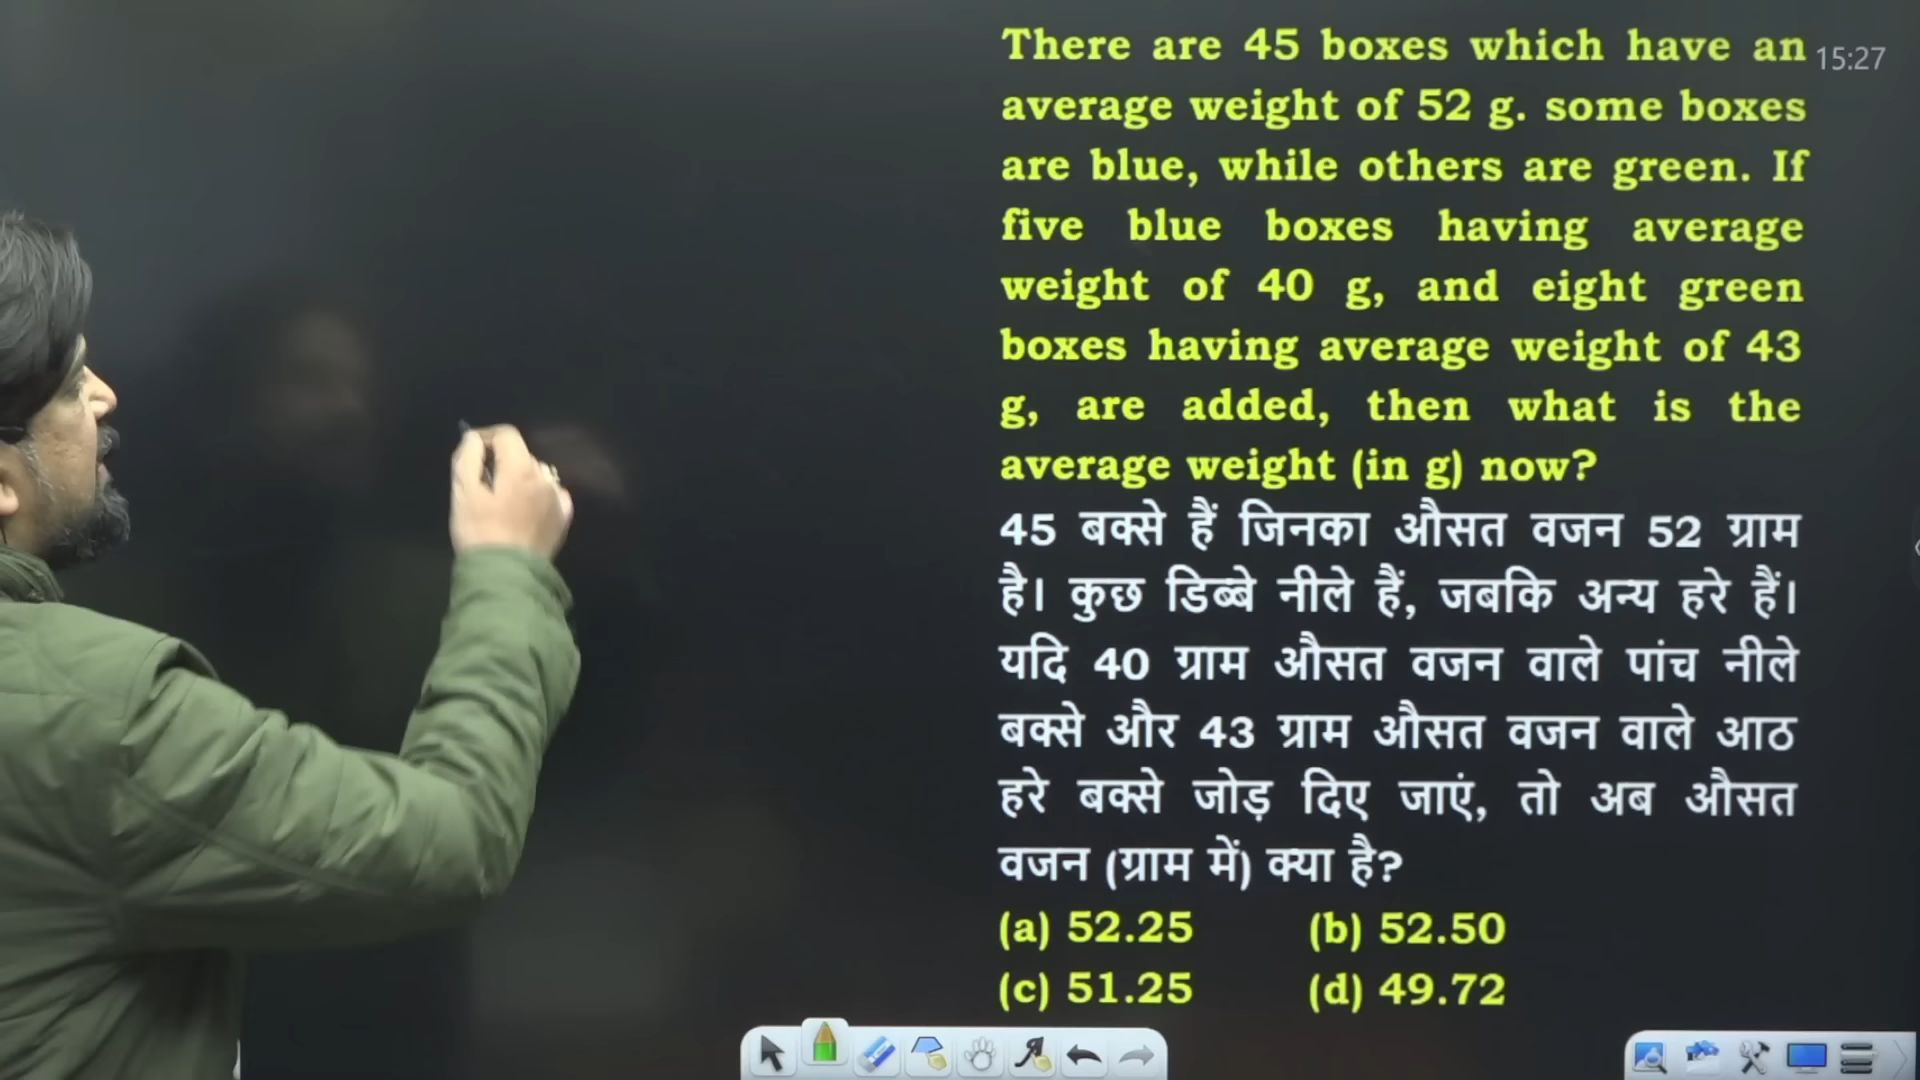 There are 45 boxes which have an
15:27
average weight of 52 g. some boxes
are blue, while others are green. If
five blue boxes having average
weight of 40 g, and eight green
boxes having average weight of 43
g, are added, then what is the
average weight (in g) now?
45 बक्से हैं जिनका औसत वजन 52 ग्राम
है। कुछ डिब्बे नीले हैं, जबकि अन्य हरे हैं।
यदि 40 ग्राम औसत वजन वाले पांच नीले
बक्से और 43 ग्राम औसत वजन वाले आठ
हरे बक्से जोड़ दिए जाएं, तो अब औसत
वजन (ग्राम में) क्या है?
(a) 52.25 (b) 52.50
(c) 51.25 (d) 49.72